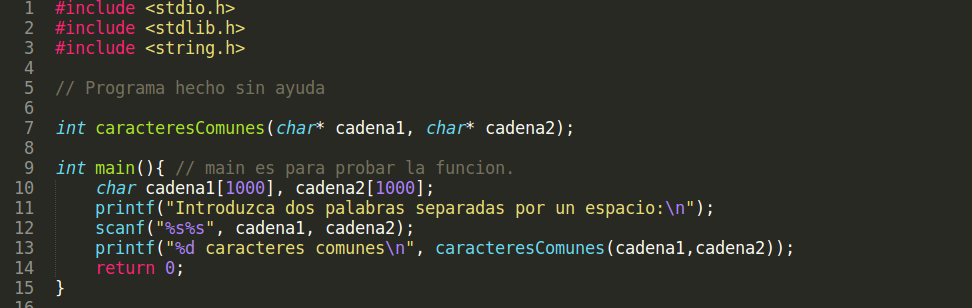 1 #include <stdio.h>
2 #include <stdlib.h>
3 #include <string.h>
4
5 // Programa hecho sin ayuda
6
7 int caracteresComunes(char* cadena1, char* cadena2);
8
9 int main(){ // main es para probar la funcion.
10 char cadena1[1000], cadena2[1000];
11 printf("Introduzca dos palabras separadas por un espacio:\n");
12 scanf("%s%s", cadena1, cadena2);
13 printf("%d caracteres comunes\n", caracteresComunes(cadena1,cadena2));
14 return 0;
15 }
16